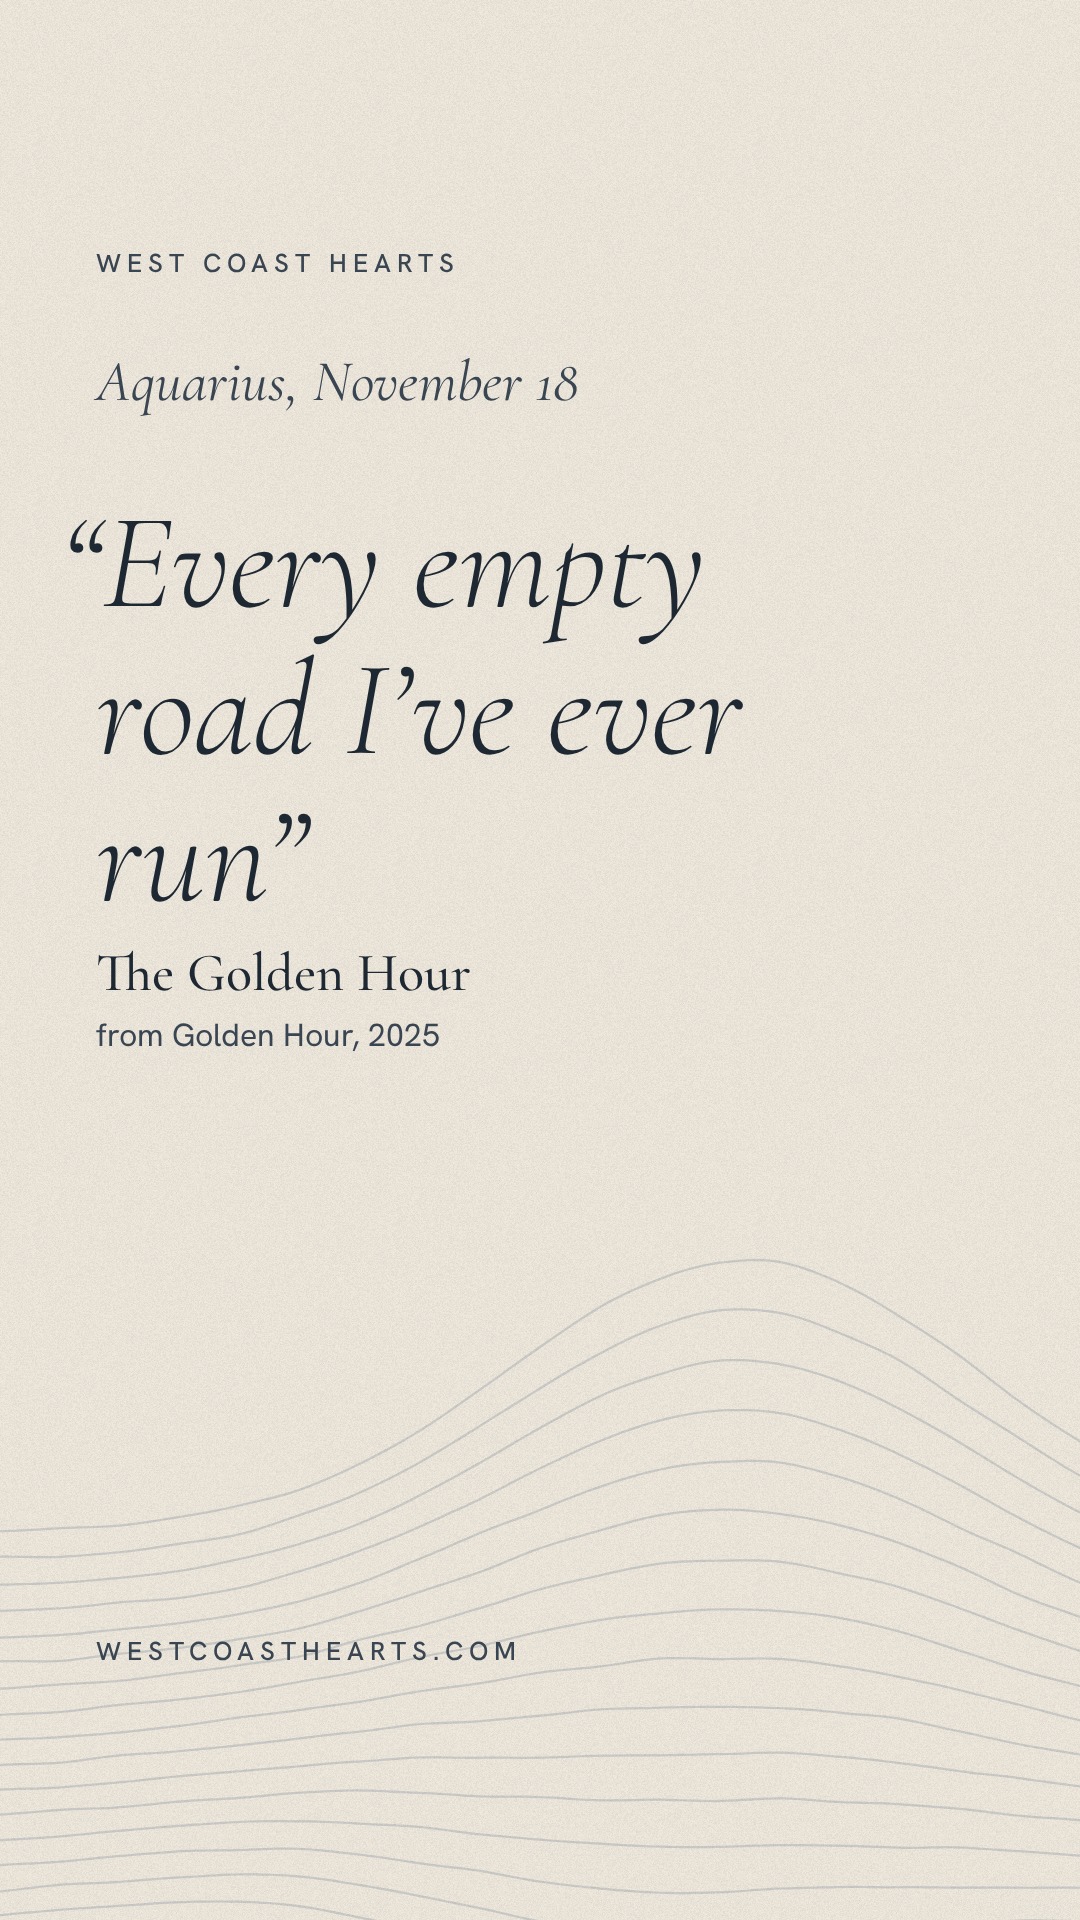 WEST COAST HEARTS
Aquarius, November 18
“Every empty
road I’ve ever
run”
The Golden Hour
from Golden Hour, 2025
WESTCOASTHEARTS.COM